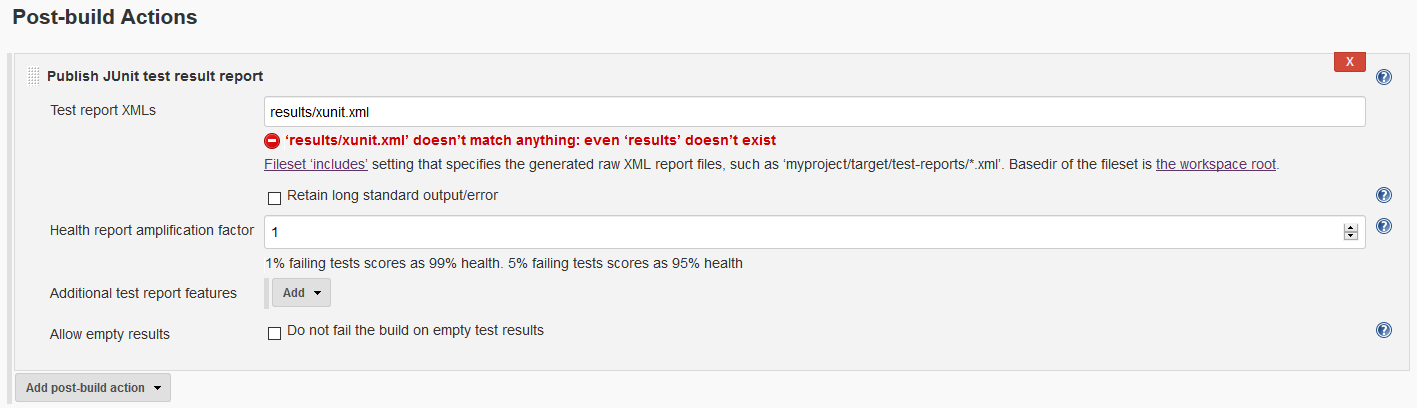 Post-build Actions
Publish JUnit test result report
X
?
Test report XMLs
results/xunit.xml
‘results/xunit.xml’ doesn’t match anything: even ‘results’ doesn’t exist
Fileset ‘includes’ setting that specifies the generated raw XML report files, such as ‘myproject/target/test-reports/*.xml’. Basedir of the fileset is the workspace root.
Retain long standard output/error
?
Health report amplification factor
1
?
1% failing tests scores as 99% health. 5% failing tests scores as 95% health
Additional test report features
Add
Allow empty results
Do not fail the build on empty test results
?
Add post-build action